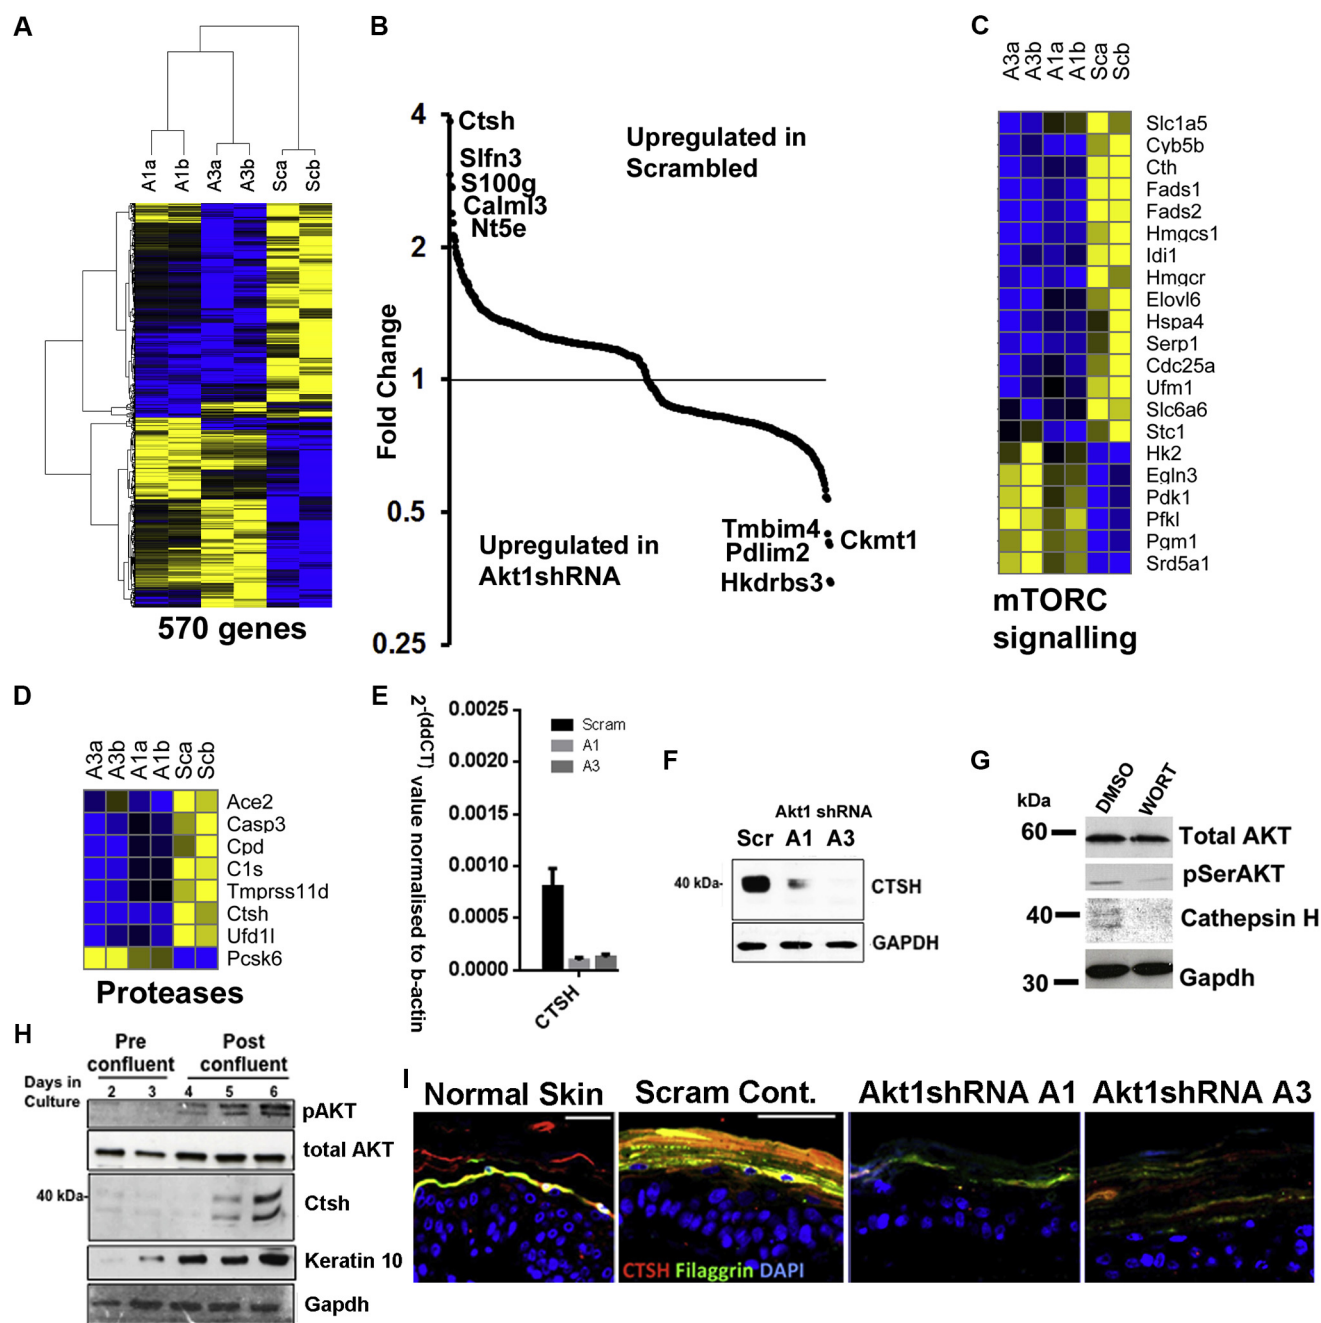 A
A1a
A1b
A3a
A3b
Sca
Scb
570 genes
B
Fold Change
4
2
1
0.5
0.25
Ctsh
Slfn3
S100g
Calml3
Nt5e
Upregulated in
Scrambled
Upregulated in
Akt1shRNA
Tmbim4
Ckmt1
Pdlim2
Hkdrbs3
C
A3a
A3b
A1a
A1b
Sca
Scb
Slc1a5
Cyb5b
Cth
Fads1
Fads2
Hmgcs1
Idi1
Hmgcr
Elovl6
Hspa4
Serp1
Cdc25a
Ufm1
Slc6a6
Stc1
Hk2
Egln3
Pdk1
Pfkl
Pgm1
Srd5a1
mTORC
signalling
D
A3a
A3b
A1a
A1b
Sca
Scb
Ace2
Casp3
Cpd
C1s
Tmprss11d
Ctsh
Ufd1l
Pcsk6
Proteases
E
2-(ddCT) value normalised to b-actin
0.0025
0.0020
0.0015
0.0010
0.0005
0.0000
Scram
A1
A3
CTSH
F
Akt1 shRNA
Scr A1 A3
40 kDa-
CTSH
GAPDH
G
DMSO
WORT
kDa
60
40
30
Total AKT
pSerAKT
Cathepsin H
Gapdh
H
Pre
confluent
Post
confluent
Days in
Culture
2 3 4 5 6
pAKT
total AKT
40 kDa-
Ctsh
Keratin 10
Gapdh
I
Normal Skin
Scram Cont.
Akt1shRNA A1
Akt1shRNA A3
CTSH Filaggrin DAPI